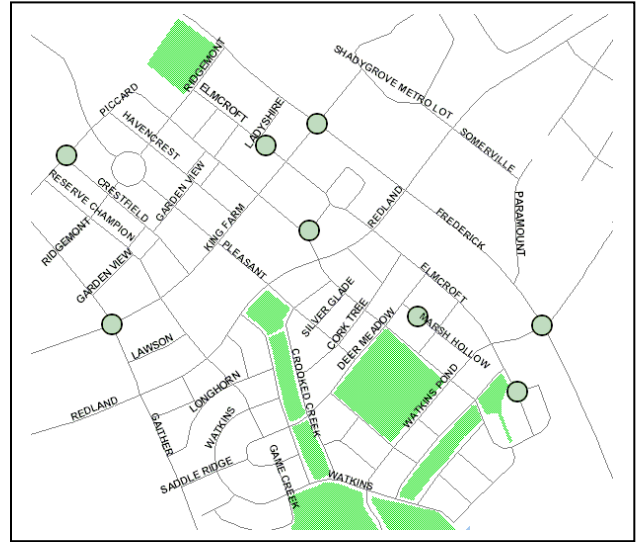 RIDGEMONT
SHADYGROVE METRO LOT
PICCARD
ELMCROFT
LADYSHIRE
HAVENCREST
SOMERVILLE
RESERVE CHAMPION
CRESTFIELD
GARDEN VIEW
KING FARM
REDLAND
FREDERICK
PARAMOUNT
RIDGEMONT
GARDEN VIEW
PLEASANT
ELMCROFT
SILVER GLADE
CORK TREE
DEER MEADOW
MARSH HOLLOW
LAWSON
CROOKED CREEK
LONGHORN
WATKINS POND
REDLAND
GAITHER
WATKINS
SADDLE RIDGE
GAME CREEK
WATKINS